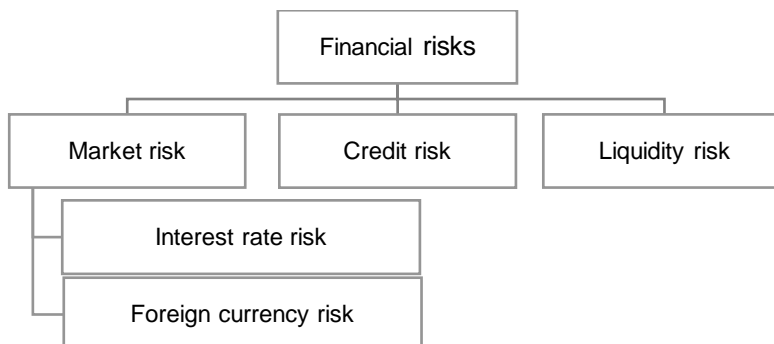 Financial risks
Market risk
Credit risk
Liquidity risk
Interest rate risk
Foreign currency risk